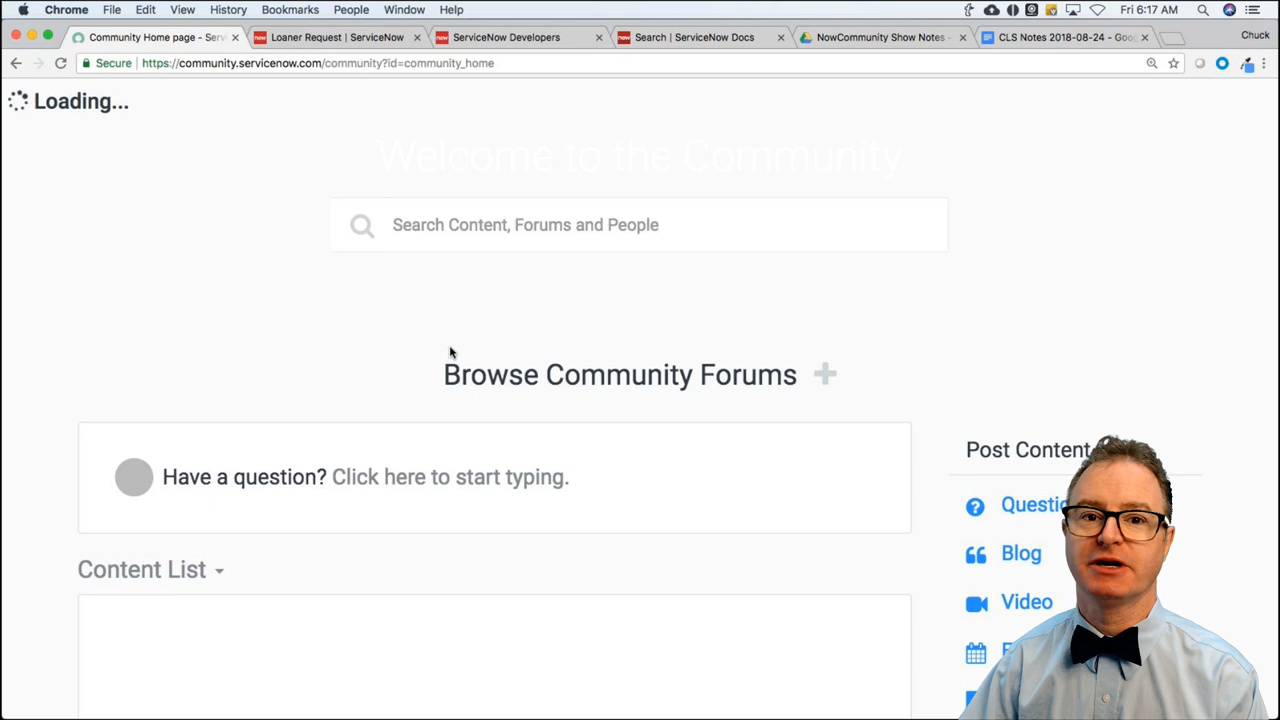 Chrome File Edit View History Bookmarks People Window Help Fri 6:17 AM
Community Home page - Serv Loaner Request | ServiceNow ServiceNow Developers Search | ServiceNow Docs NowCommunity Show Notes - CLS Notes 2018-08-24 - Goog Chuck
Secure https://community.servicenow.com/community?id=community_home
Loading...
Welcome to the Community
Search Content, Forums and People
Browse Community Forums
Have a question? Click here to start typing.
Content List
Post Content
Questio
Blog
Video